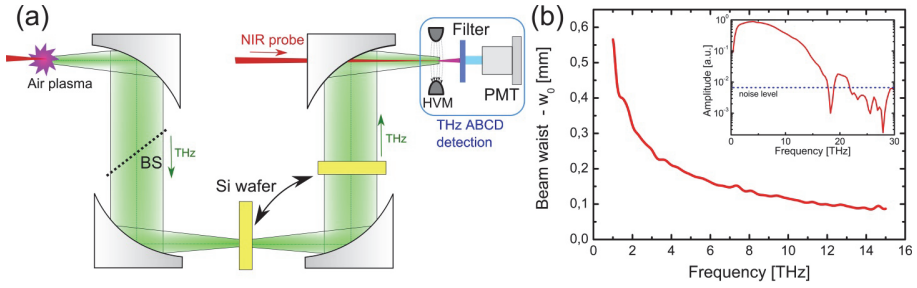 (a)
NIR probe
Filter
Air plasma
HVM
PMT
THz ABCD
detection
THz
BS
THz
Si wafer
(b)
Beam waist - w0 [mm]
0,6
0,5
0,4
0,3
0,2
0,1
0,0
0 2 4 6 8 10 12 14 16
Frequency [THz]
Amplitude [a.u.]
10⁰
10⁻¹
10⁻²
10⁻³
noise level
0 10 20 30
Frequency [THz]